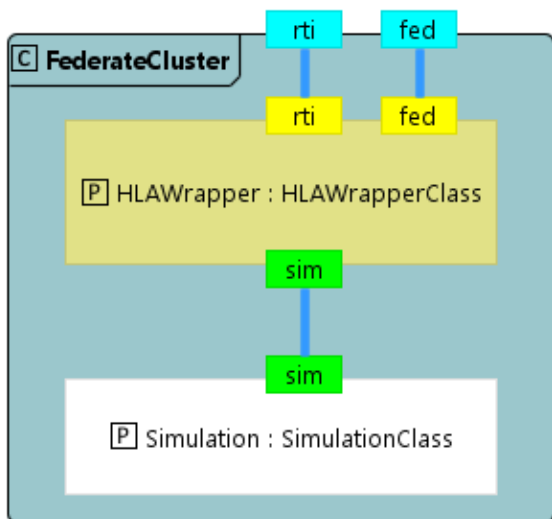 rti fed
C FederateCluster
rti fed
P HLAWrapper : HLAWrapperClass
sim
sim
P Simulation : SimulationClass